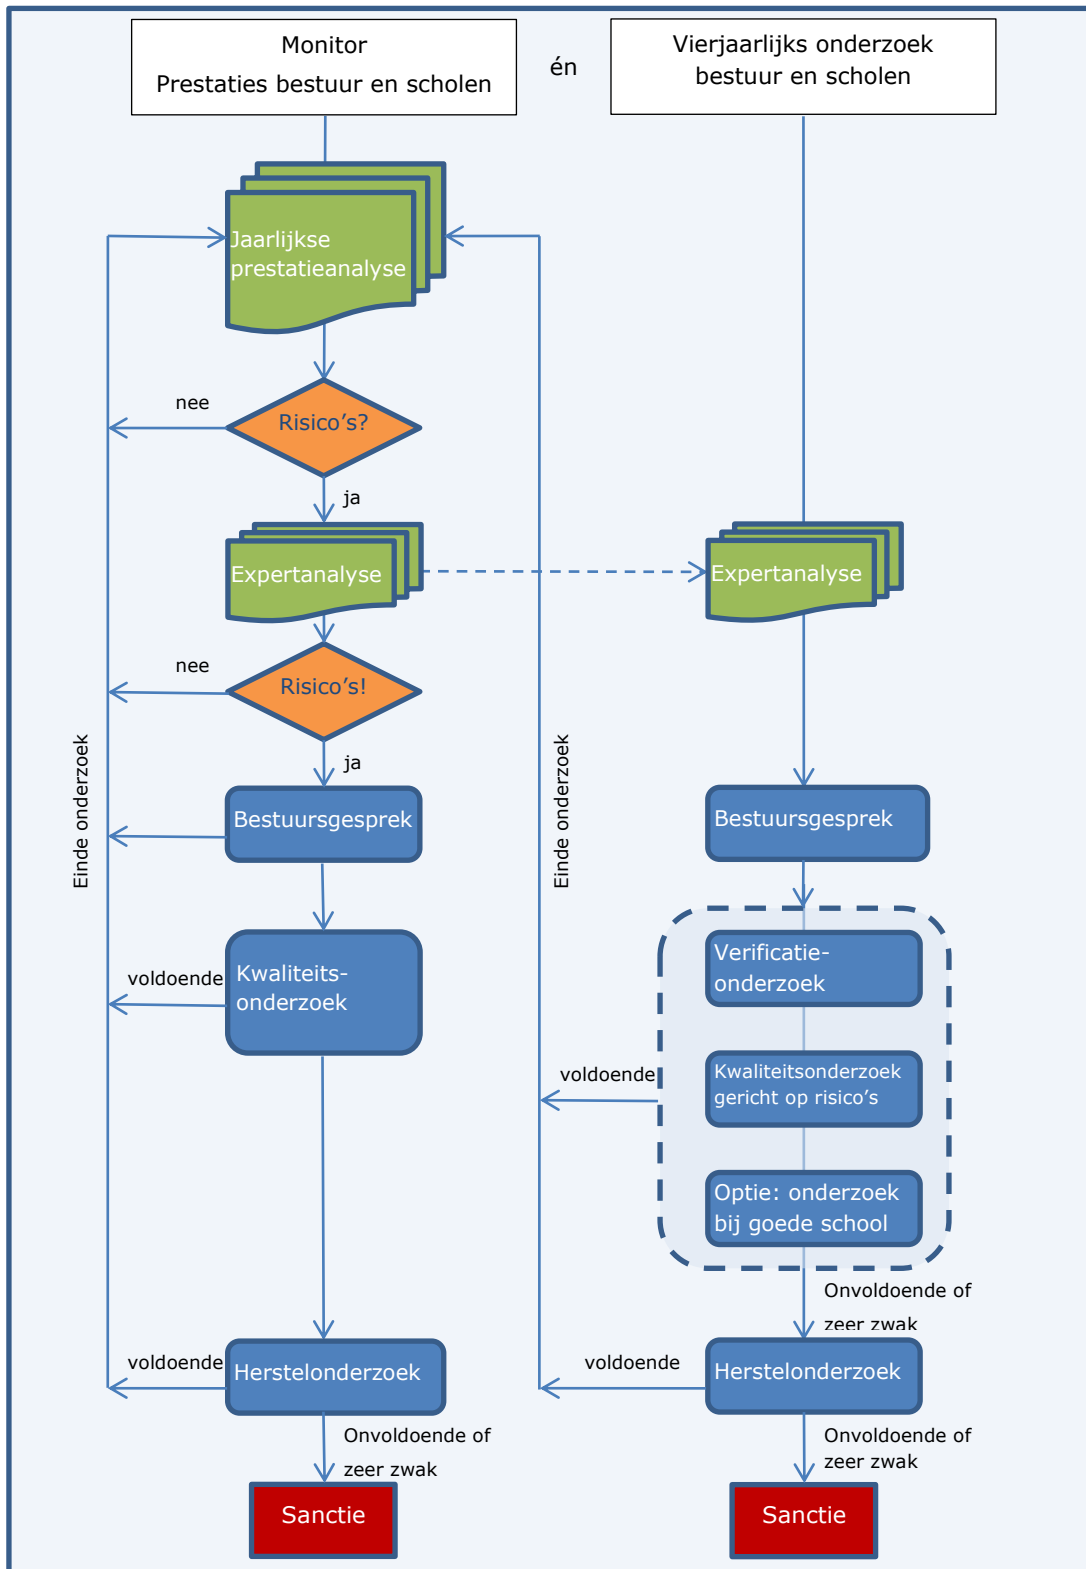 Monitor
Prestaties bestuur en scholen
én
Vierjaarlijks onderzoek
bestuur en scholen
Jaarlijkse
prestatieanalyse
nee
Risico's?
ja
Expertanalyse
Expertanalyse
nee
Risico's!
ja
Einde onderzoek
Einde onderzoek
Bestuursgesprek
Bestuursgesprek
voldoende
Kwaliteits-
onderzoek
Verificatie-
onderzoek
voldoende
Kwaliteitsonderzoek
gericht op risico's
Optie: onderzoek
bij goede school
Onvoldoende of
zeer zwak
voldoende
Herstelonderzoek
voldoende
Herstelonderzoek
Onvoldoende of
zeer zwak
Onvoldoende of
zeer zwak
Sanctie
Sanctie